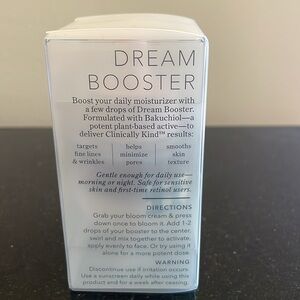 DREAM
BOOSTER
Boost your daily moisturizer with
a few drops of Dream Booster.
Formulated with Bakuchiol—a
potent plant-based active—to
deliver Clinically Kind™ results:
targets helps smooths
fine lines minimize skin
& wrinkles pores texture
Gentle enough for daily use—
morning or night. Safe for sensitive
skin and first-time retinol users.
DIRECTIONS
Grab your bloom cream & press
down once to bloom it. Add 1-2
drops of your booster to the center,
swirl and mix together to activate,
apply evenly to face. Or try using it
alone for a more potent dose.
WARNING
Discontinue use if irritation occurs.
Use a sunscreen daily while using this
product and for a week after ceasing.